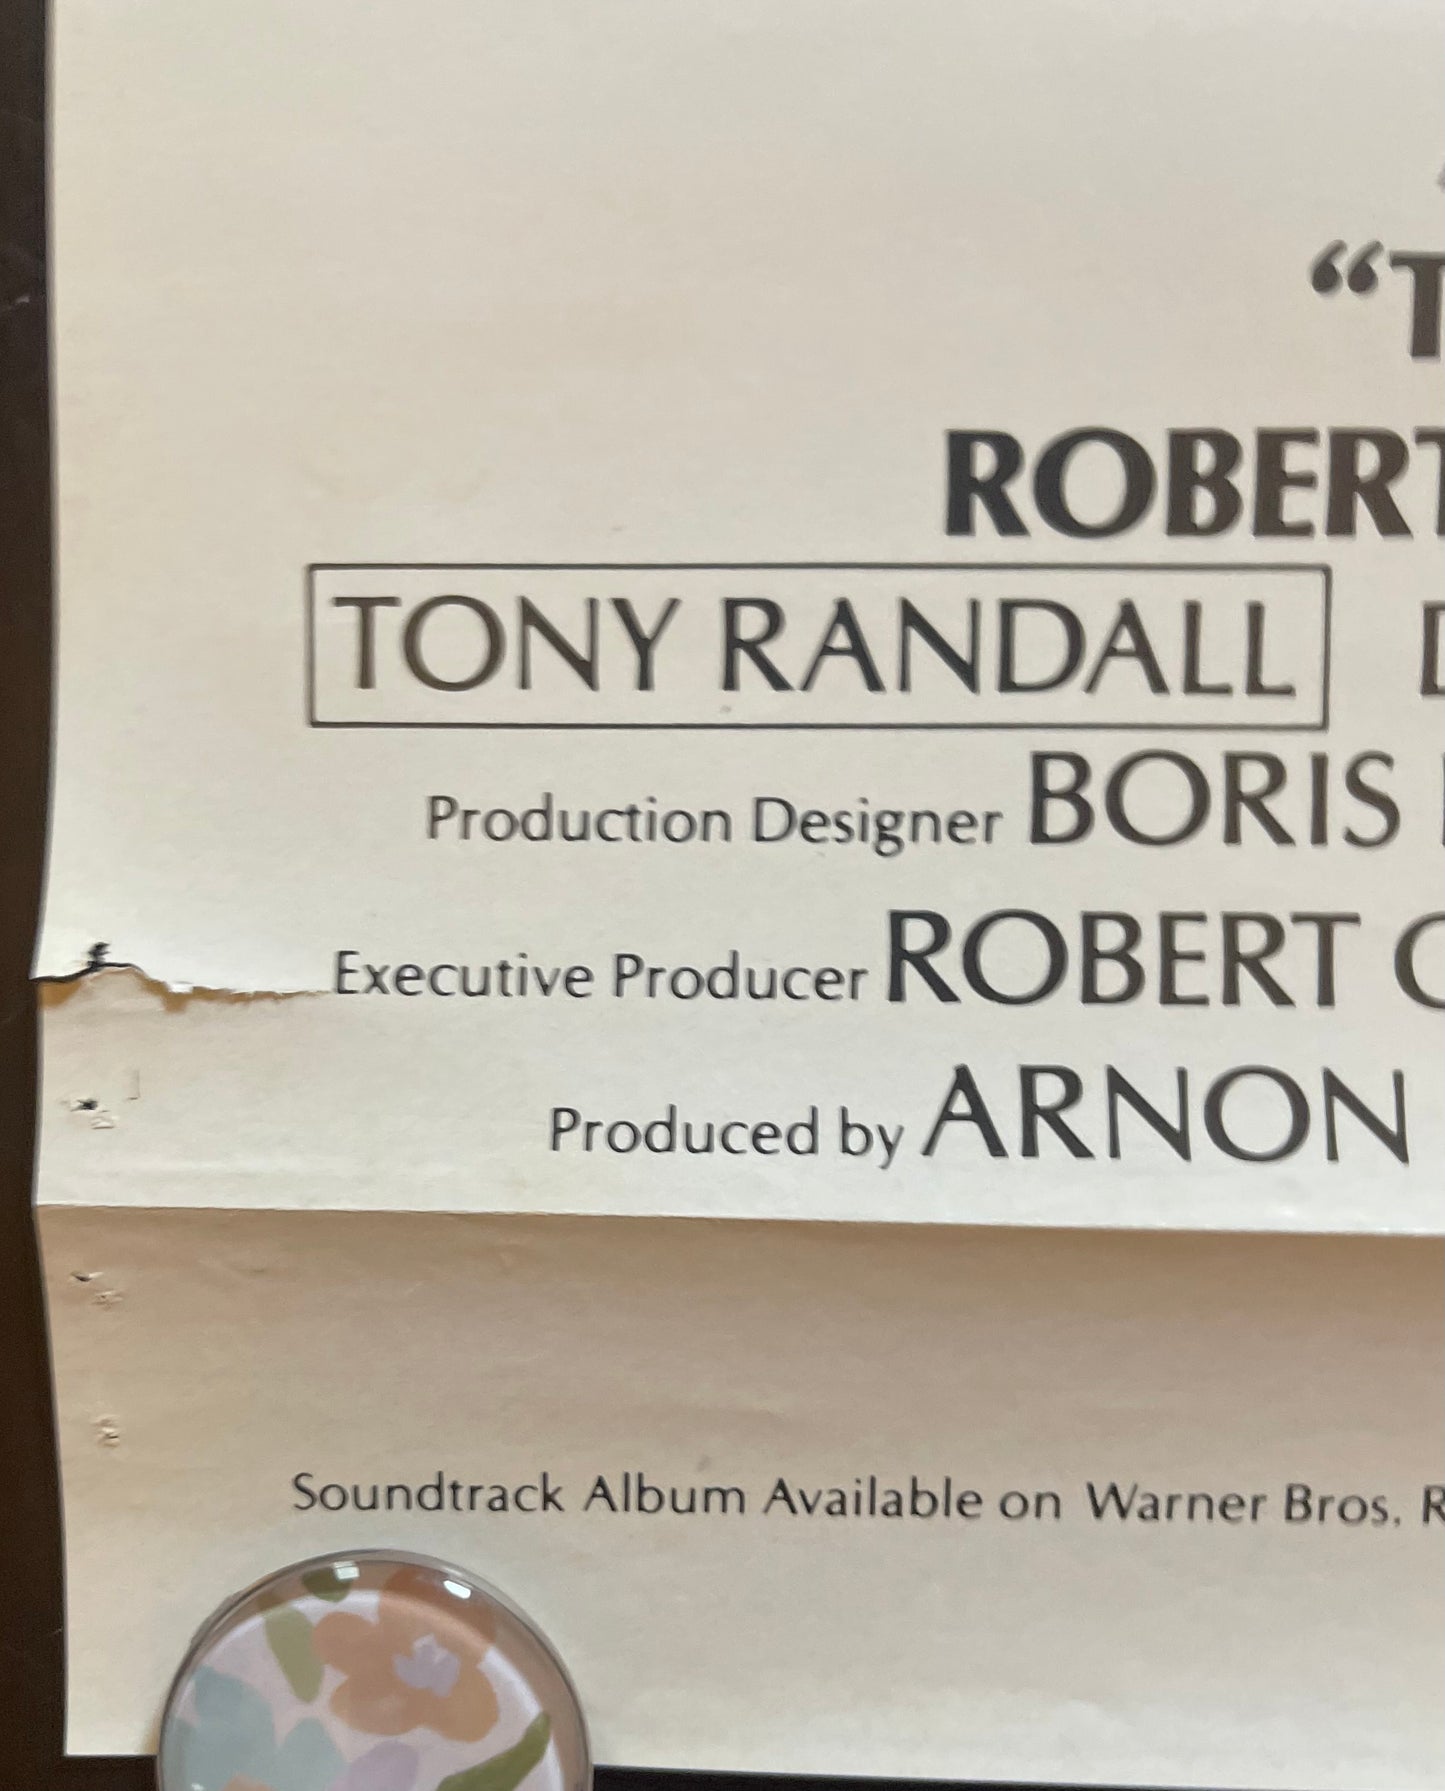 “T
ROBERT
TONY RANDALL
Production Designer BORIS
Executive Producer ROBERT
Produced by ARNON
Soundtrack Album Available on Warner Bros. R